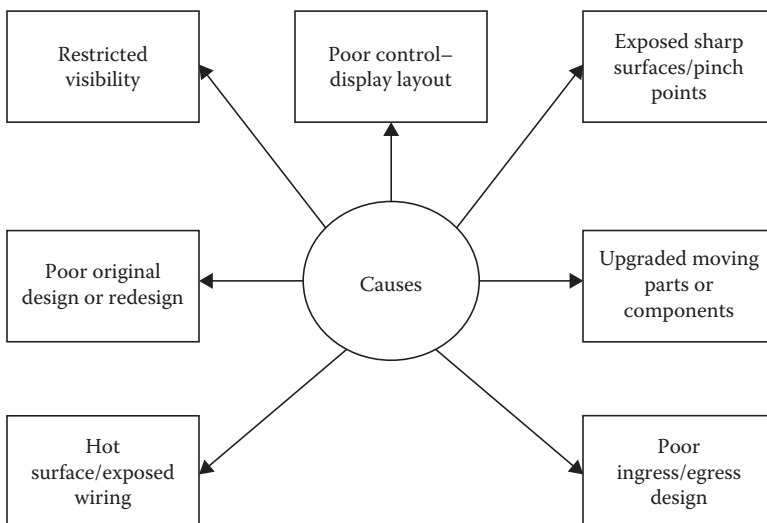 Restricted
visibility
Poor control–
display layout
Exposed sharp
surfaces/pinch
points
Poor original
design or redesign
Causes
Upgraded moving
parts or
components
Hot
surface/exposed
wiring
Poor
ingress/egress
design